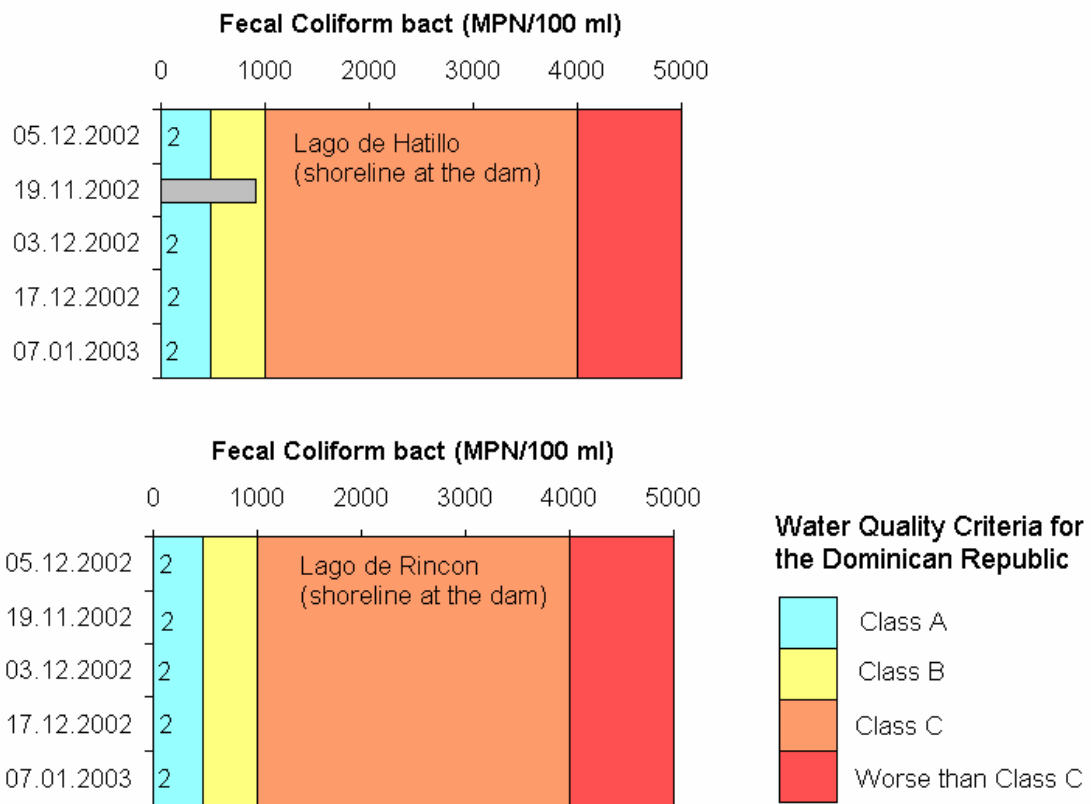 Fecal Coliform bact (MPN/100 ml)
0 1000 2000 3000 4000 5000
05.12.2002 2 Lago de Hatillo
(shoreline at the dam)
19.11.2002
03.12.2002 2
17.12.2002 2
07.01.2003 2
Fecal Coliform bact (MPN/100 ml)
0 1000 2000 3000 4000 5000
05.12.2002 2 Lago de Rincon
(shoreline at the dam)
19.11.2002 2
03.12.2002 2
17.12.2002 2
07.01.2003 2
Water Quality Criteria for
the Dominican Republic
Class A
Class B
Class C
Worse than Class C